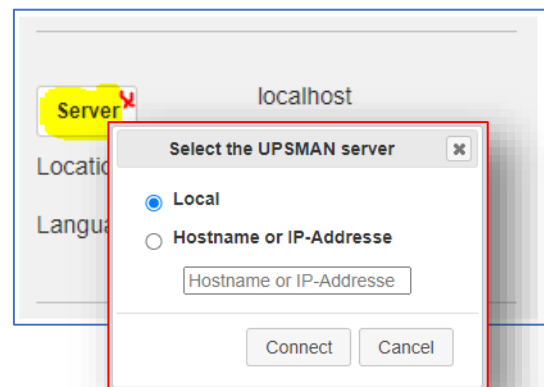 Server
localhost
Select the UPSMAN server
Locatio
Local
Langua
Hostname or IP-Addresse
Hostname or IP-Addresse
Connect Cancel